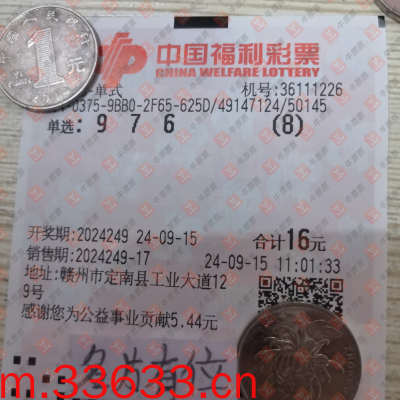 中国福利彩票
CHINA WELFARE LOTTERY
单式 机号:36111226
0375-9BB0-2F65-625D/49147124/50145
单选: 9 7 6 (8)
开奖期:2024249 24-09-15 合计16元
销售期:2024249-17 24-09-15 11:01:33
地址:赣州市定南县工业大道12
9号
感谢您为公益事业贡献5.44元
m.33633.cn
1元